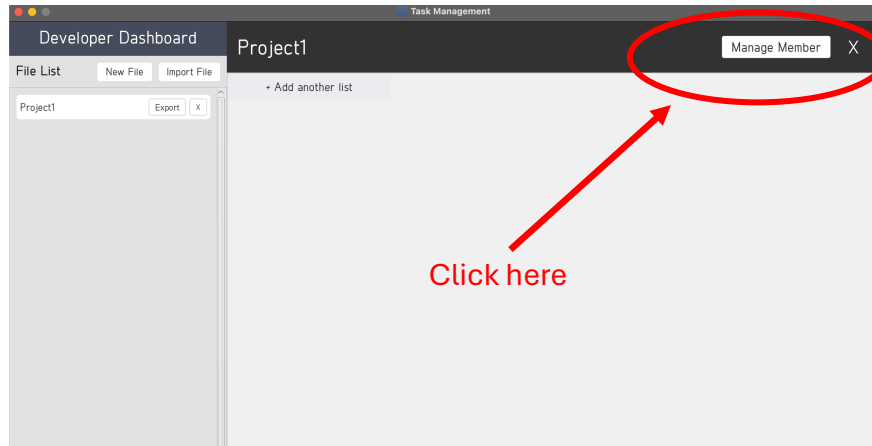 Task Management
Developer Dashboard
Project1
Manage Member X
File List New File Import File
+ Add another list
Project1 Export X
Click here